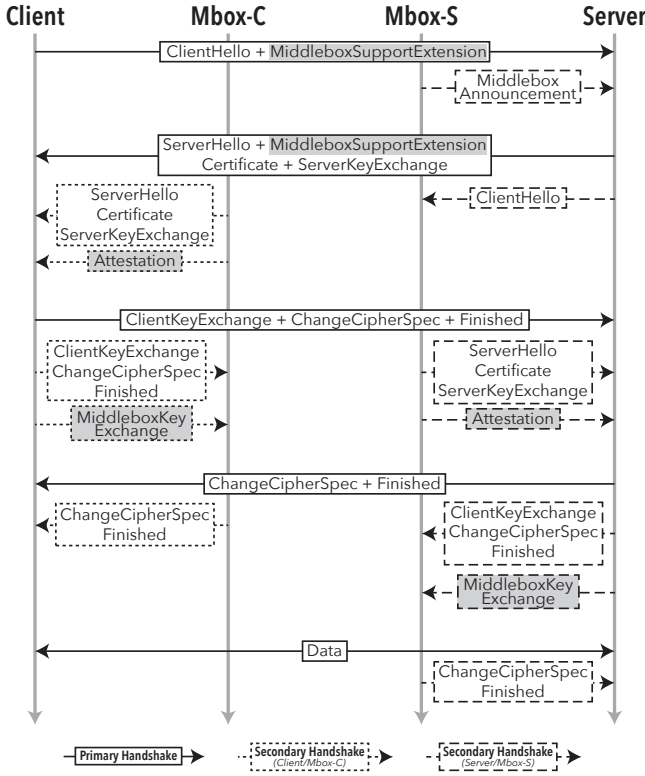 Client Mbox-C Mbox-S Server
ClientHello + MiddleboxSupportExtension
Middlebox
Announcement
ServerHello + MiddleboxSupportExtension
Certificate + ServerKeyExchange
ServerHello
Certificate
ServerKeyExchange
ClientHello
Attestation
ClientKeyExchange + ChangeCipherSpec + Finished
ClientKeyExchange
ChangeCipherSpec
Finished
ServerHello
Certificate
ServerKeyExchange
MiddleboxKey
Exchange
Attestation
ChangeCipherSpec + Finished
ChangeCipherSpec
Finished
ClientKeyExchange
ChangeCipherSpec
Finished
MiddleboxKey
Exchange
Data
ChangeCipherSpec
Finished
Primary Handshake
Secondary Handshake
(Client/Mbox-C)
Secondary Handshake
(Server/Mbox-S)